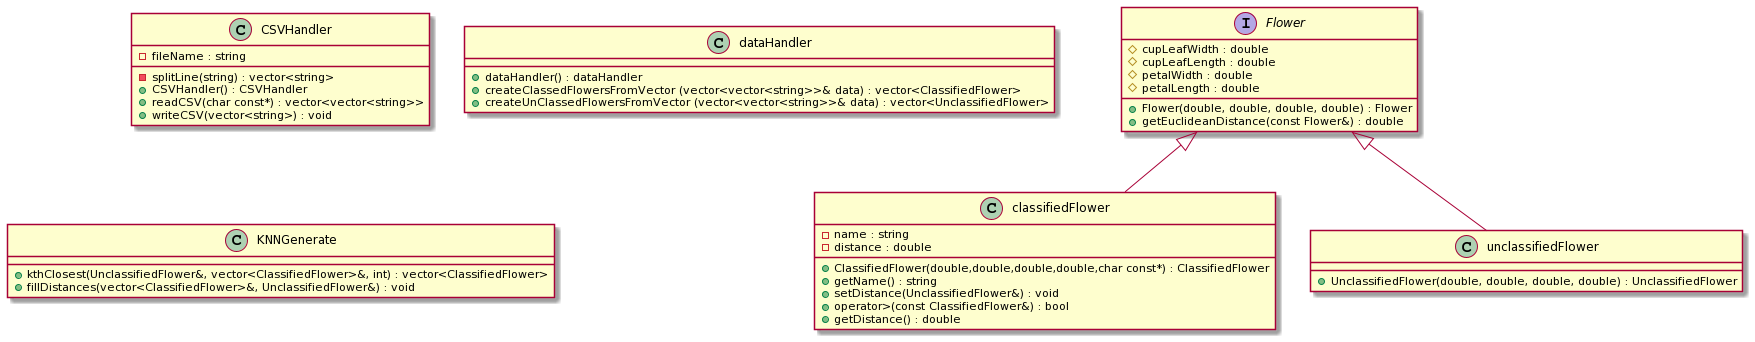 C CSVHandler
fileName : string
splitLine(string) : vector<string>
CSVHandler() : CSVHandler
readCSV(char const*) : vector<vector<string>>
writeCSV(vector<string>) : void
C dataHandler
dataHandler() : dataHandler
createClassedFlowersFromVector (vector<vector<string>>& data) : vector<ClassifiedFlower>
createUnClassedFlowersFromVector (vector<vector<string>>& data) : vector<UnclassifiedFlower>
I Flower
cupLeafWidth : double
cupLeafLength : double
petalWidth : double
petalLength : double
Flower(double, double, double, double) : Flower
getEuclideanDistance(const Flower&) : double
C KNNGenerate
kthClosest(UnclassifiedFlower&, vector<ClassifiedFlower>&, int) : vector<ClassifiedFlower>
fillDistances(vector<ClassifiedFlower>&, UnclassifiedFlower&) : void
C classifiedFlower
name : string
distance : double
ClassifiedFlower(double,double,double,double,char const*) : ClassifiedFlower
getName() : string
setDistance(UnclassifiedFlower&) : void
operator>(const ClassifiedFlower&) : bool
getDistance() : double
C unclassifiedFlower
UnclassifiedFlower(double, double, double, double) : UnclassifiedFlower